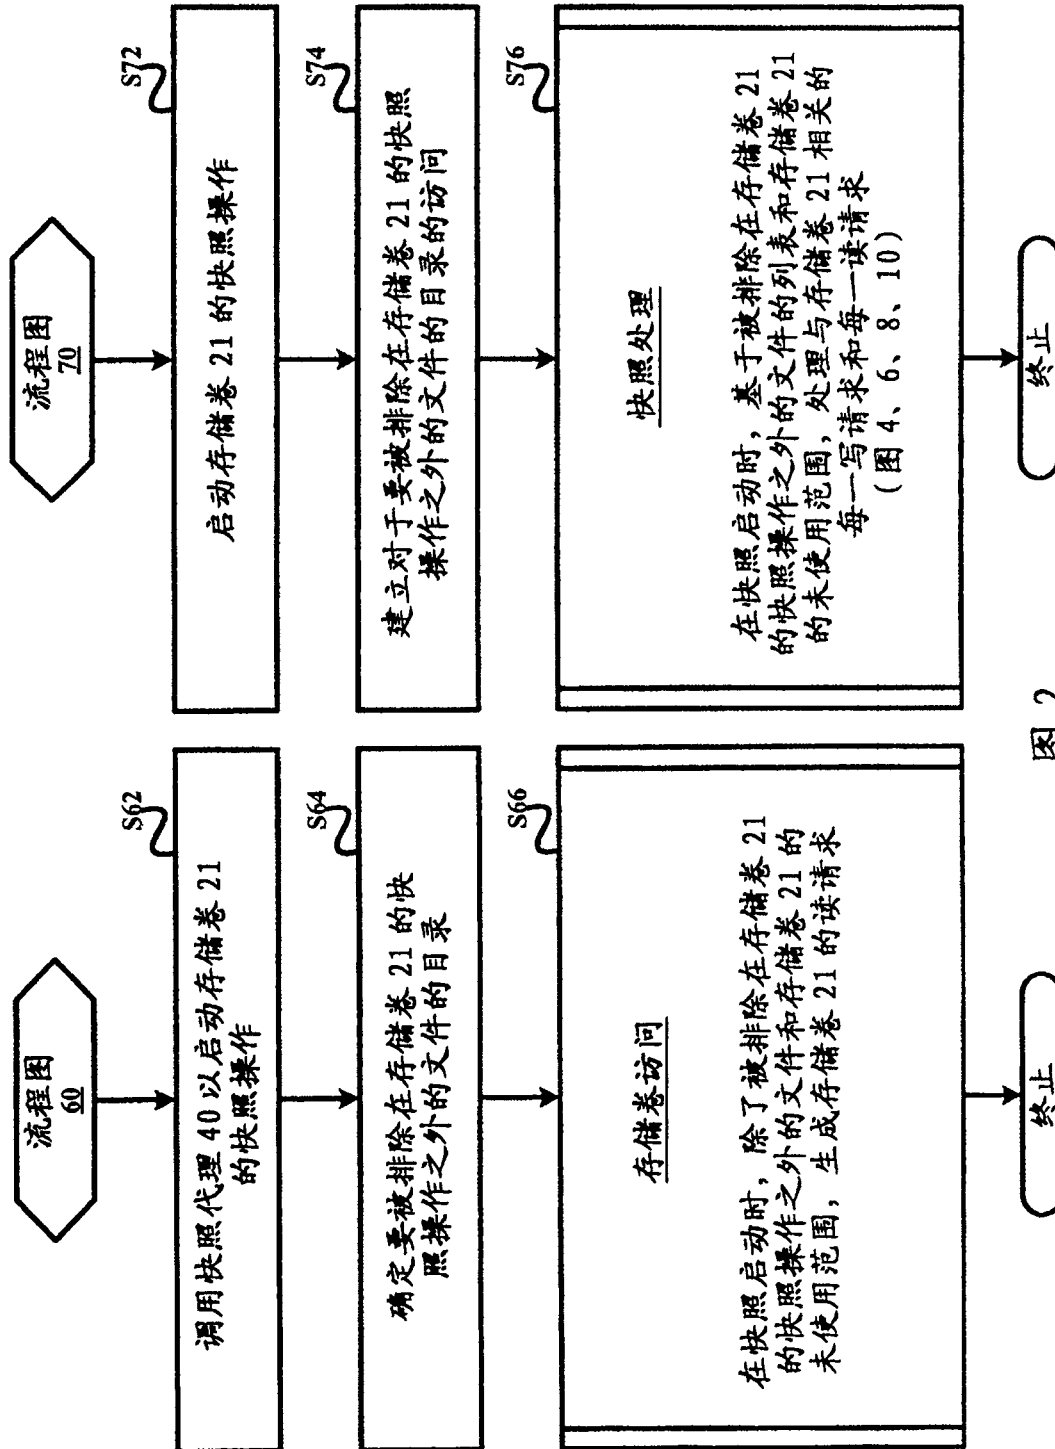 流程图
60
S62
调用快照代理 40 以启动存储卷 21
的快照操作
S64
确定要被排除在存储卷 21 的快
照操作之外的文件的目录
S66
存储卷访问
在快照启动时，除了被排除在存储卷 21
的快照操作之外的文件和存储卷 21 的
未使用范围，生成存储卷 21 的读请求
终止
流程图
70
S72
启动存储卷 21 的快照操作
S74
建立对于要被排除在存储卷 21 的快照
操作之外的文件的目录的访问
S76
快照处理
在快照启动时，基于被排除在存储卷 21
的快照操作之外的文件的列表和存储卷 21
的未使用范围，处理与存储卷 21 相关的
每一写请求和每一读请求
（图 4、6、8、10）
终止
图 2